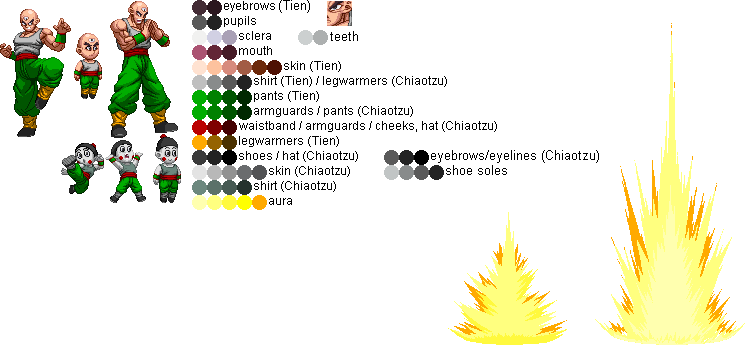 eyebrows (Tien)
pupils
sclera teeth
mouth
skin (Tien)
shirt (Tien) / legwarmers (Chiaotzu)
pants (Tien)
armguards / pants (Chiaotzu)
waistband / armguards / cheeks, hat (Chiaotzu)
legwarmers (Tien)
shoes / hat (Chiaotzu) eyebrows/eyelines (Chiaotzu)
skin (Chiaotzu) shoe soles
shirt (Chiaotzu)
aura